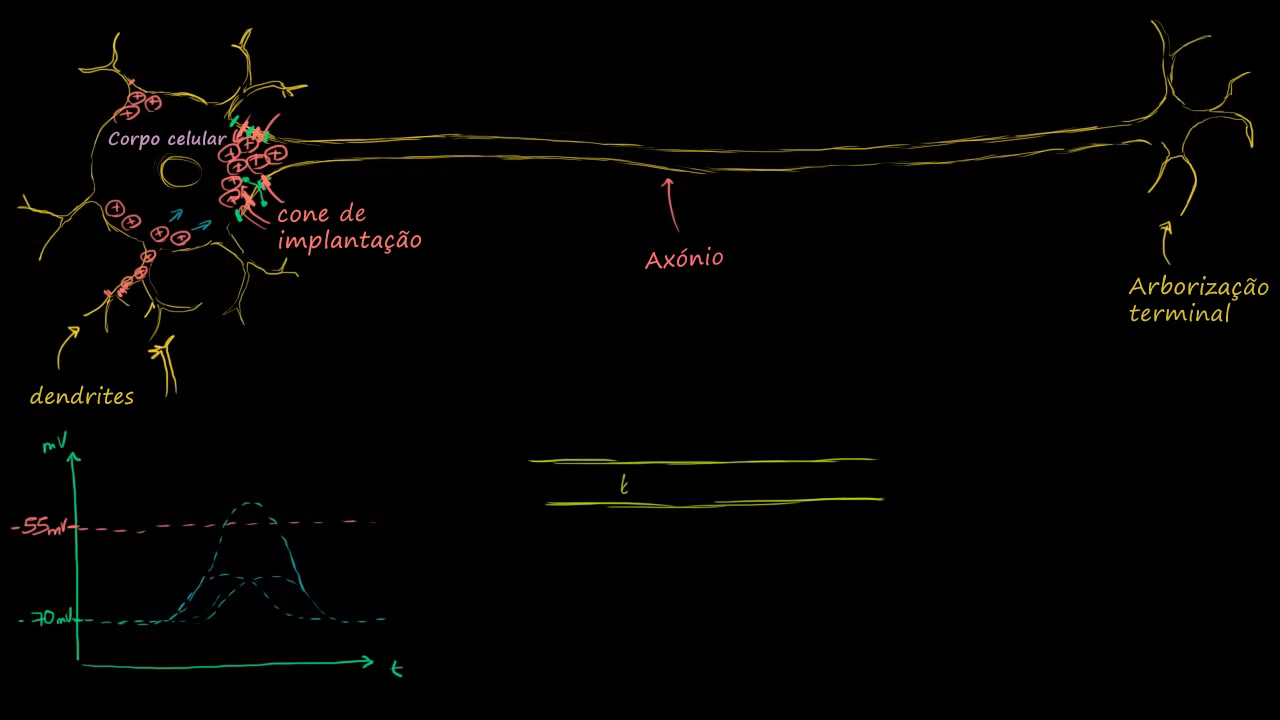 Corpo celular
cone de
implantação
Axónio
Arborização
terminal
dendrites
mV
-55mV
-70mV
t
t